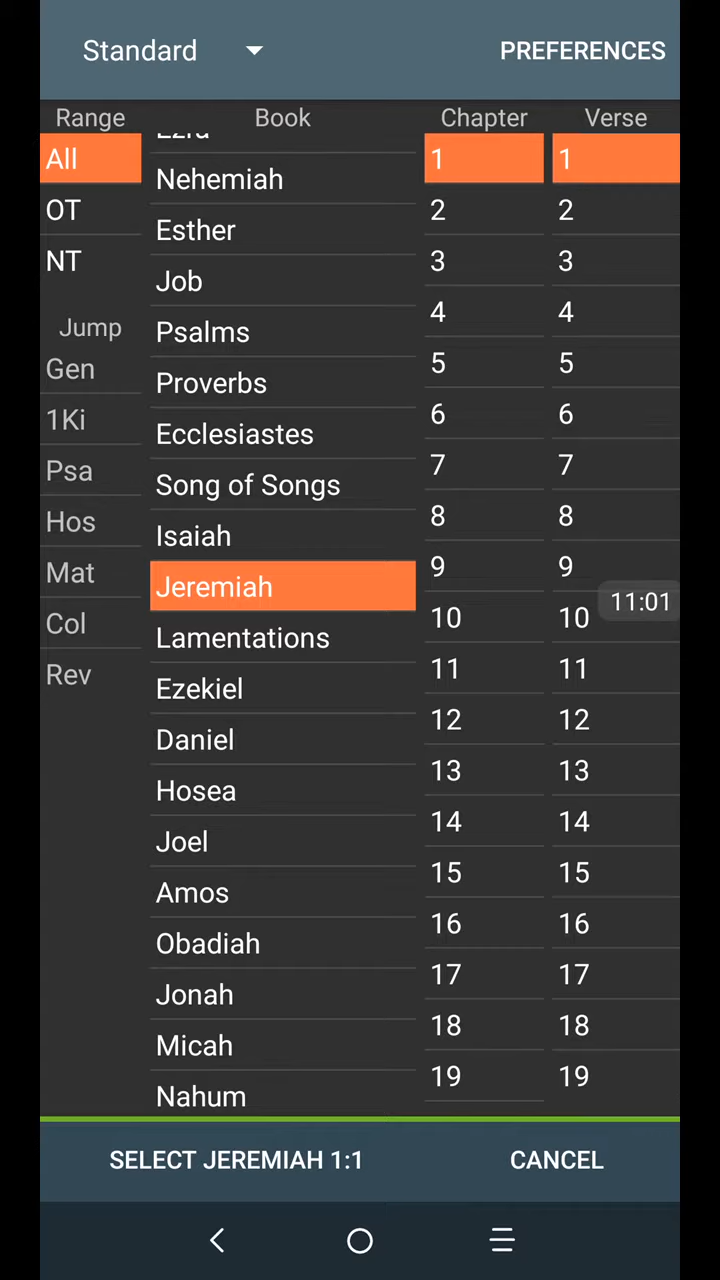 Standard
PREFERENCES
Range Book Chapter Verse
All
OT
NT
Jump
Gen
1Ki
Psa
Hos
Mat
Col
Rev
Ezra
Nehemiah
Esther
Job
Psalms
Proverbs
Ecclesiastes
Song of Songs
Isaiah
Jeremiah
Lamentations
Ezekiel
Daniel
Hosea
Joel
Amos
Obadiah
Jonah
Micah
Nahum
1
2
3
4
5
6
7
8
9
10
11
12
13
14
15
16
17
18
19
1
2
3
4
5
6
7
8
9
10
11
12
13
14
15
16
17
18
19
11:01
SELECT JEREMIAH 1:1
CANCEL